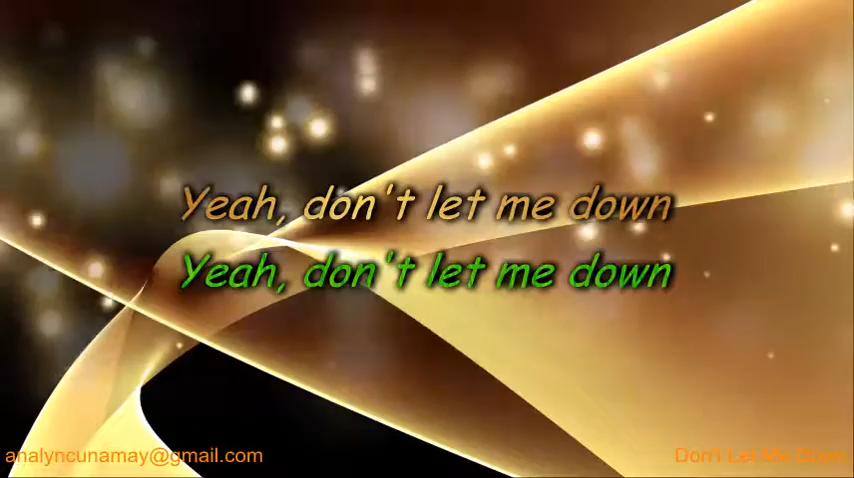 Yeah, don't let me down
Yeah, don't let me down
analyncunamay@gmail.com
Don't Let Me Down